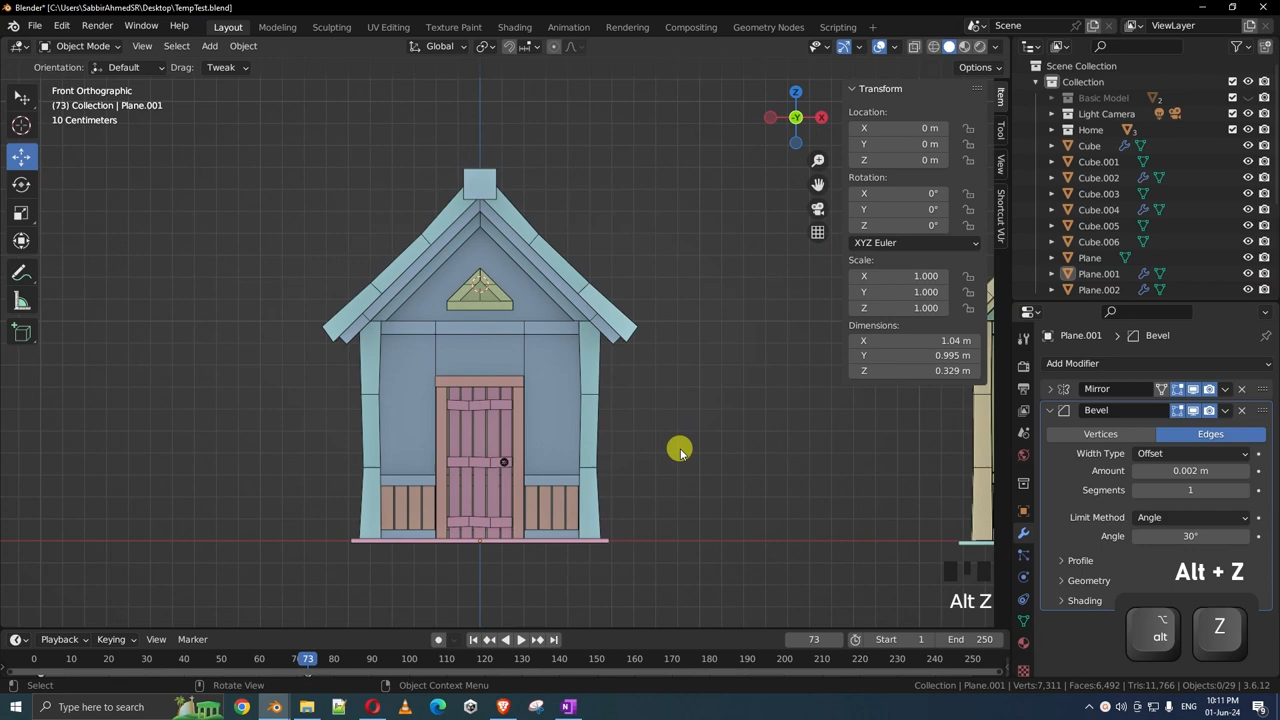 Blender* [C:\Users\SabbirAhmedSR\Desktop\TempTest.blend]
File Edit Render Window Help Layout Modeling Sculpting UV Editing Texture Paint Shading Animation Rendering Compositing Geometry Nodes Scripting Scene ViewLayer
Object Mode View Select Add Object Global
Orientation: Default Drag: Tweak Options
Front Orthographic
(73) Collection | Plane.001
10 Centimeters
Z
-Y
X
Transform
Location:
X 0 m
Y 0 m
Z 0 m
Rotation:
X 0°
Y 0°
Z 0°
XYZ Euler
Scale:
X 1.000
Y 1.000
Z 1.000
Dimensions:
X 1.04 m
Y 0.995 m
Z 0.329 m
Item
Tool
View
Shortcut VUr
Scene Collection
Collection
Basic Model 2
Light Camera
Home 3
Cube
Cube.001
Cube.002
Cube.003
Cube.004
Cube.005
Cube.006
Plane
Plane.001
Plane.002
Plane.001 Bevel
Add Modifier
Mirror
Bevel
Vertices Edges
Width Type Offset
Amount 0.002 m
Segments 1
Limit Method Angle
Angle 30°
Profile
Geometry
Shading
Alt + Z
alt Z
Alt Z
Playback Keying View Marker 73 Start 1 End 250
0 10 20 30 40 50 60 73 80 90 100 110 120 130 140 150 160 170 180 190 200 210 220 230 240 250
Select Rotate View Object Context Menu Collection | Plane.001 | Verts:7,311 | Faces:6,492 | Tris:11,766 | Objects:0/29 | 3.6.12
Type here to search
10:11 PM
01-Jun-24